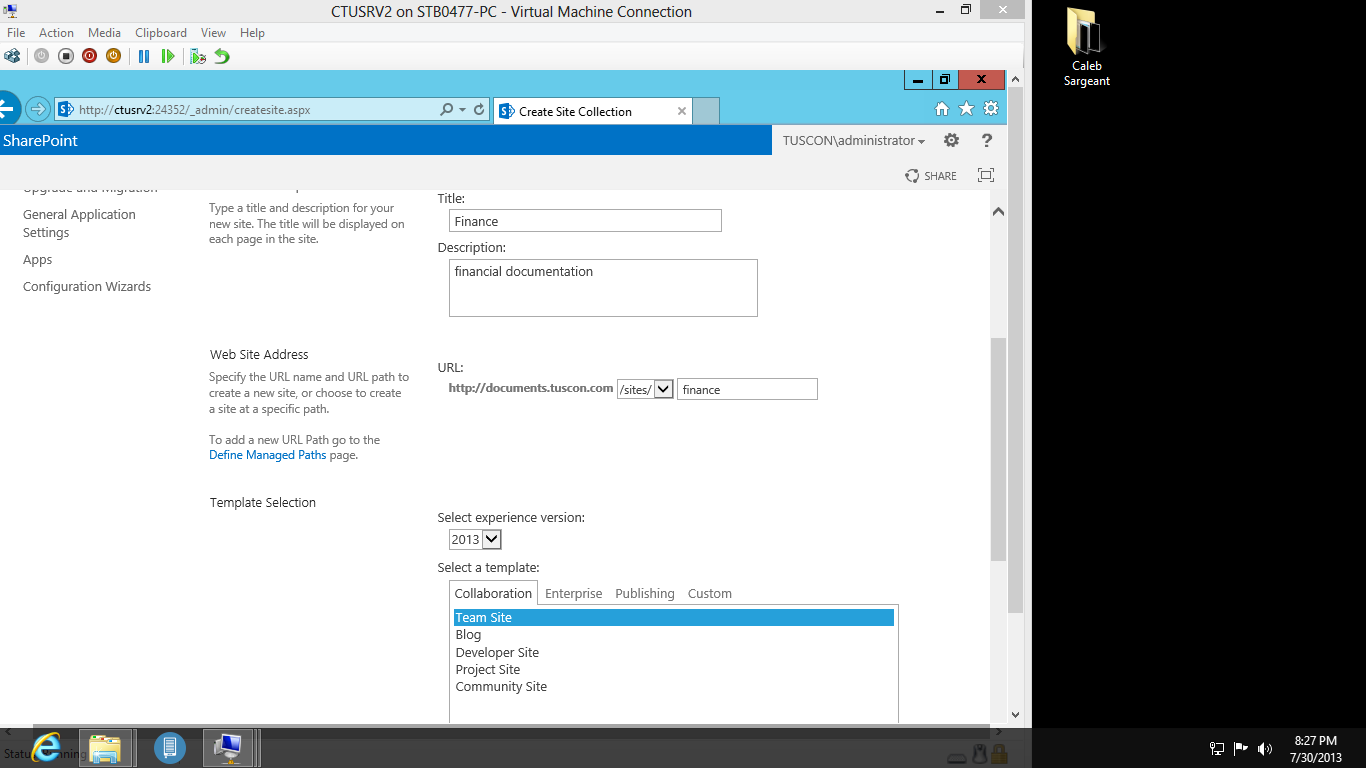 CTUSRV2 on STB0477-PC - Virtual Machine Connection
File Action Media Clipboard View Help
http://ctusrv2:24352/_admin/createsite.aspx
Create Site Collection
SharePoint
TUSCON\administrator
?
SHARE
Upgrade and Migration
General Application
Settings
Apps
Configuration Wizards
Type a title and description for your
new site. The title will be displayed on
each page in the site.
Title:
Finance
Description:
financial documentation
Web Site Address
Specify the URL name and URL path to
create a new site, or choose to create
a site at a specific path.
To add a new URL Path go to the
Define Managed Paths page.
URL:
http://documents.tuscon.com /sites/ finance
Template Selection
Select experience version:
2013
Select a template:
Collaboration Enterprise Publishing Custom
Team Site
Blog
Developer Site
Project Site
Community Site
Caleb
Sargeant
8:27 PM
7/30/2013